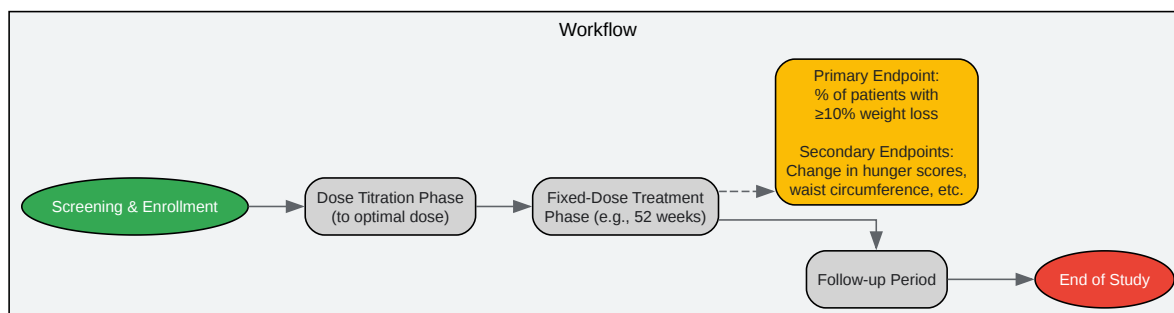 Workflow
Screening & Enrollment
Dose Titration Phase
(to optimal dose)
Fixed-Dose Treatment
Phase (e.g., 52 weeks)
Primary Endpoint:
% of patients with
≥10% weight loss
Secondary Endpoints:
Change in hunger scores,
waist circumference, etc.
Follow-up Period
End of Study